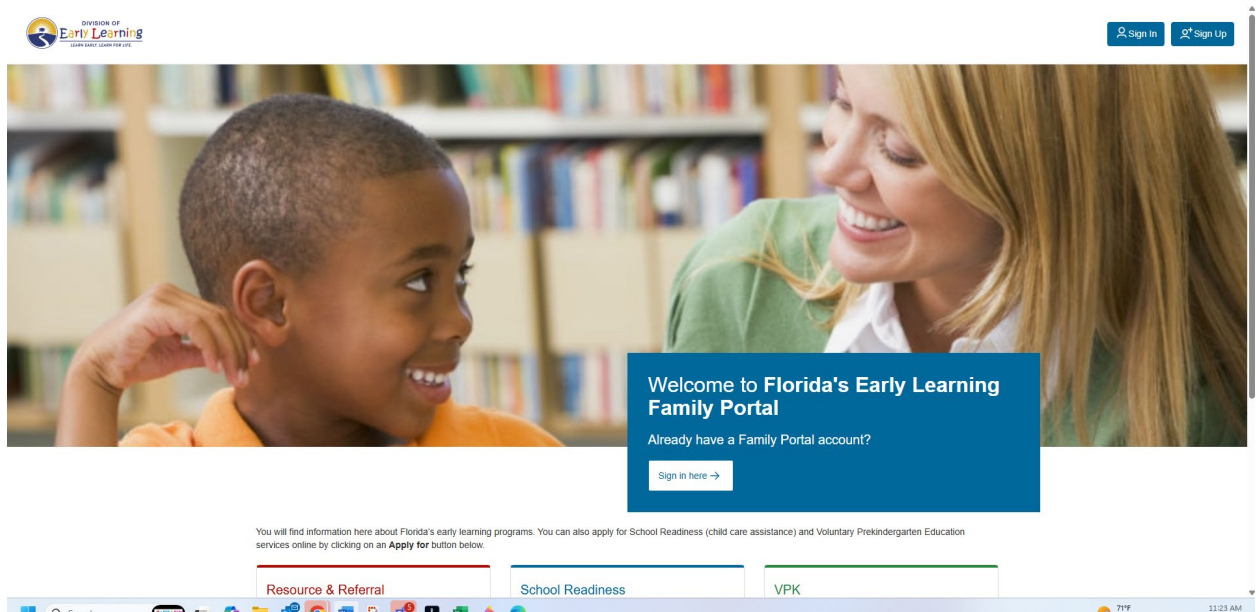 DIVISION OF
Early Learning
LEARN EARLY. LEARN FOR LIFE.
Sign In
Sign Up
Welcome to Florida's Early Learning
Family Portal
Already have a Family Portal account?
Sign in here →
You will find information here about Florida's early learning programs. You can also apply for School Readiness (child care assistance) and Voluntary Prekindergarten Education
services online by clicking on an Apply for button below.
Resource & Referral
School Readiness
VPK
71°F
11:23 AM